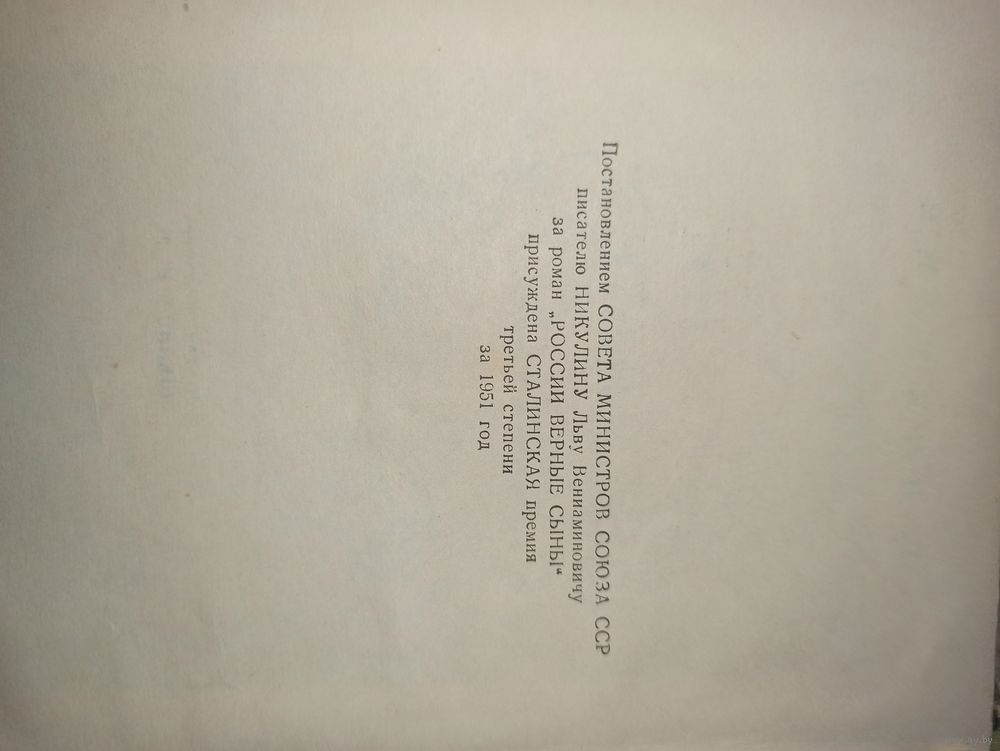 Постановлением СОВЕТА МИНИСТРОВ СОЮЗА ССР
писателю НИКУЛИНУ Льву Вениаминовичу
за роман „РОССИИ ВЕРНЫЕ СЫНЫ“
присуждена СТАЛИНСКАЯ премия
третьей степени
за 1951 год